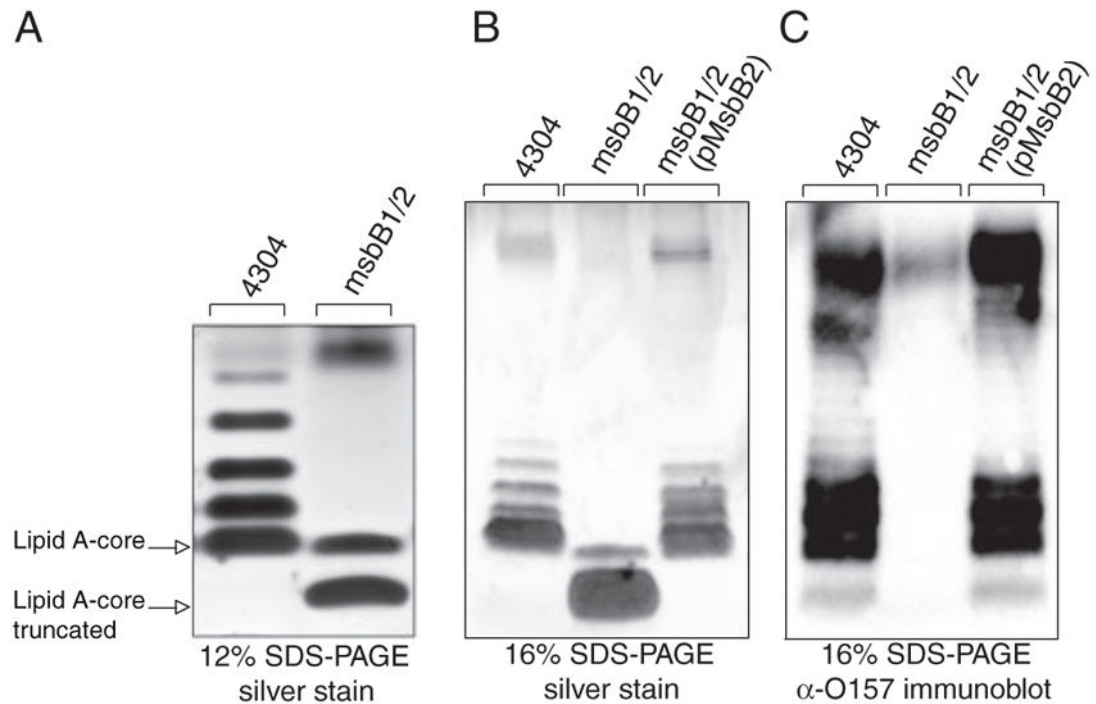 A
4304
msbB1/2
Lipid A-core
Lipid A-core
truncated
12% SDS-PAGE
silver stain
B
4304
msbB1/2
msbB1/2
(pMsbB2)
16% SDS-PAGE
silver stain
C
4304
msbB1/2
msbB1/2
(pMsbB2)
16% SDS-PAGE
α-O157 immunoblot